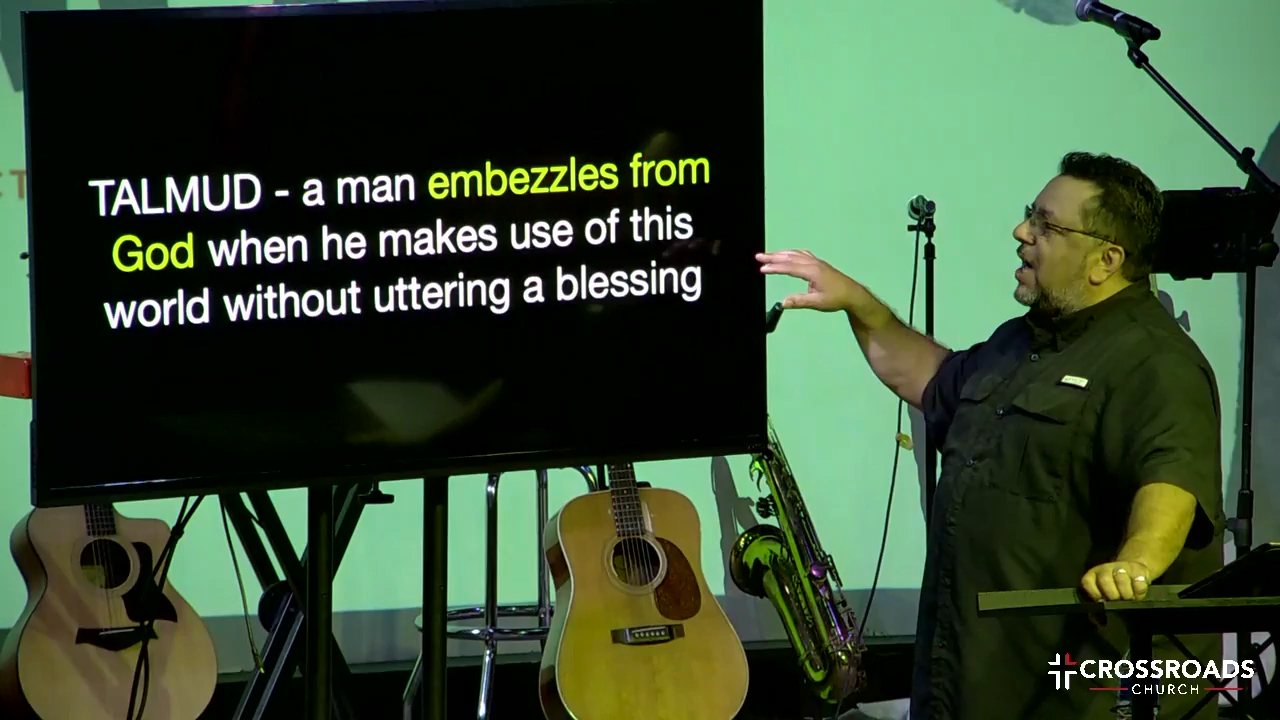 TALMUD - a man embezzles from
God when he makes use of this
world without uttering a blessing
CROSSROADS
CHURCH